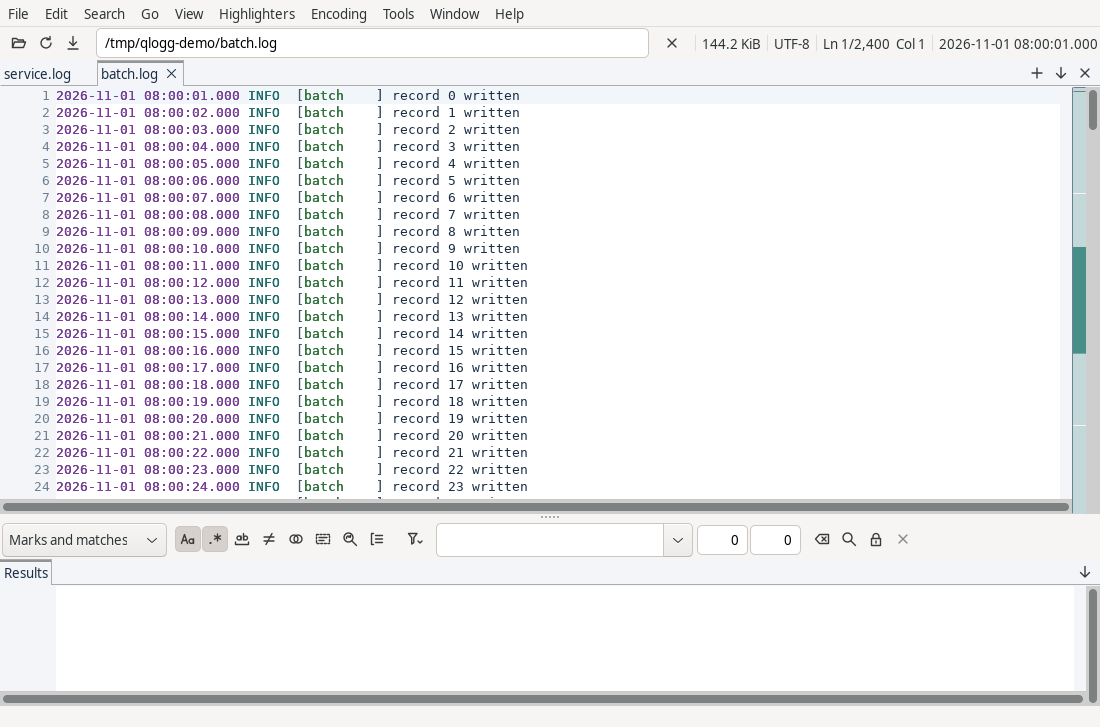 File Edit Search Go View Highlighters Encoding Tools Window Help
/tmp/qlogg-demo/batch.log 144.2 KiB UTF-8 Ln 1/2,400 Col 1 2026-11-01 08:00:01.000
service.log batch.log
1 2026-11-01 08:00:01.000 INFO [batch ] record 0 written
2 2026-11-01 08:00:02.000 INFO [batch ] record 1 written
3 2026-11-01 08:00:03.000 INFO [batch ] record 2 written
4 2026-11-01 08:00:04.000 INFO [batch ] record 3 written
5 2026-11-01 08:00:05.000 INFO [batch ] record 4 written
6 2026-11-01 08:00:06.000 INFO [batch ] record 5 written
7 2026-11-01 08:00:07.000 INFO [batch ] record 6 written
8 2026-11-01 08:00:08.000 INFO [batch ] record 7 written
9 2026-11-01 08:00:09.000 INFO [batch ] record 8 written
10 2026-11-01 08:00:10.000 INFO [batch ] record 9 written
11 2026-11-01 08:00:11.000 INFO [batch ] record 10 written
12 2026-11-01 08:00:12.000 INFO [batch ] record 11 written
13 2026-11-01 08:00:13.000 INFO [batch ] record 12 written
14 2026-11-01 08:00:14.000 INFO [batch ] record 13 written
15 2026-11-01 08:00:15.000 INFO [batch ] record 14 written
16 2026-11-01 08:00:16.000 INFO [batch ] record 15 written
17 2026-11-01 08:00:17.000 INFO [batch ] record 16 written
18 2026-11-01 08:00:18.000 INFO [batch ] record 17 written
19 2026-11-01 08:00:19.000 INFO [batch ] record 18 written
20 2026-11-01 08:00:20.000 INFO [batch ] record 19 written
21 2026-11-01 08:00:21.000 INFO [batch ] record 20 written
22 2026-11-01 08:00:22.000 INFO [batch ] record 21 written
23 2026-11-01 08:00:23.000 INFO [batch ] record 22 written
24 2026-11-01 08:00:24.000 INFO [batch ] record 23 written
Marks and matches Aa .* ab 0 0
Results